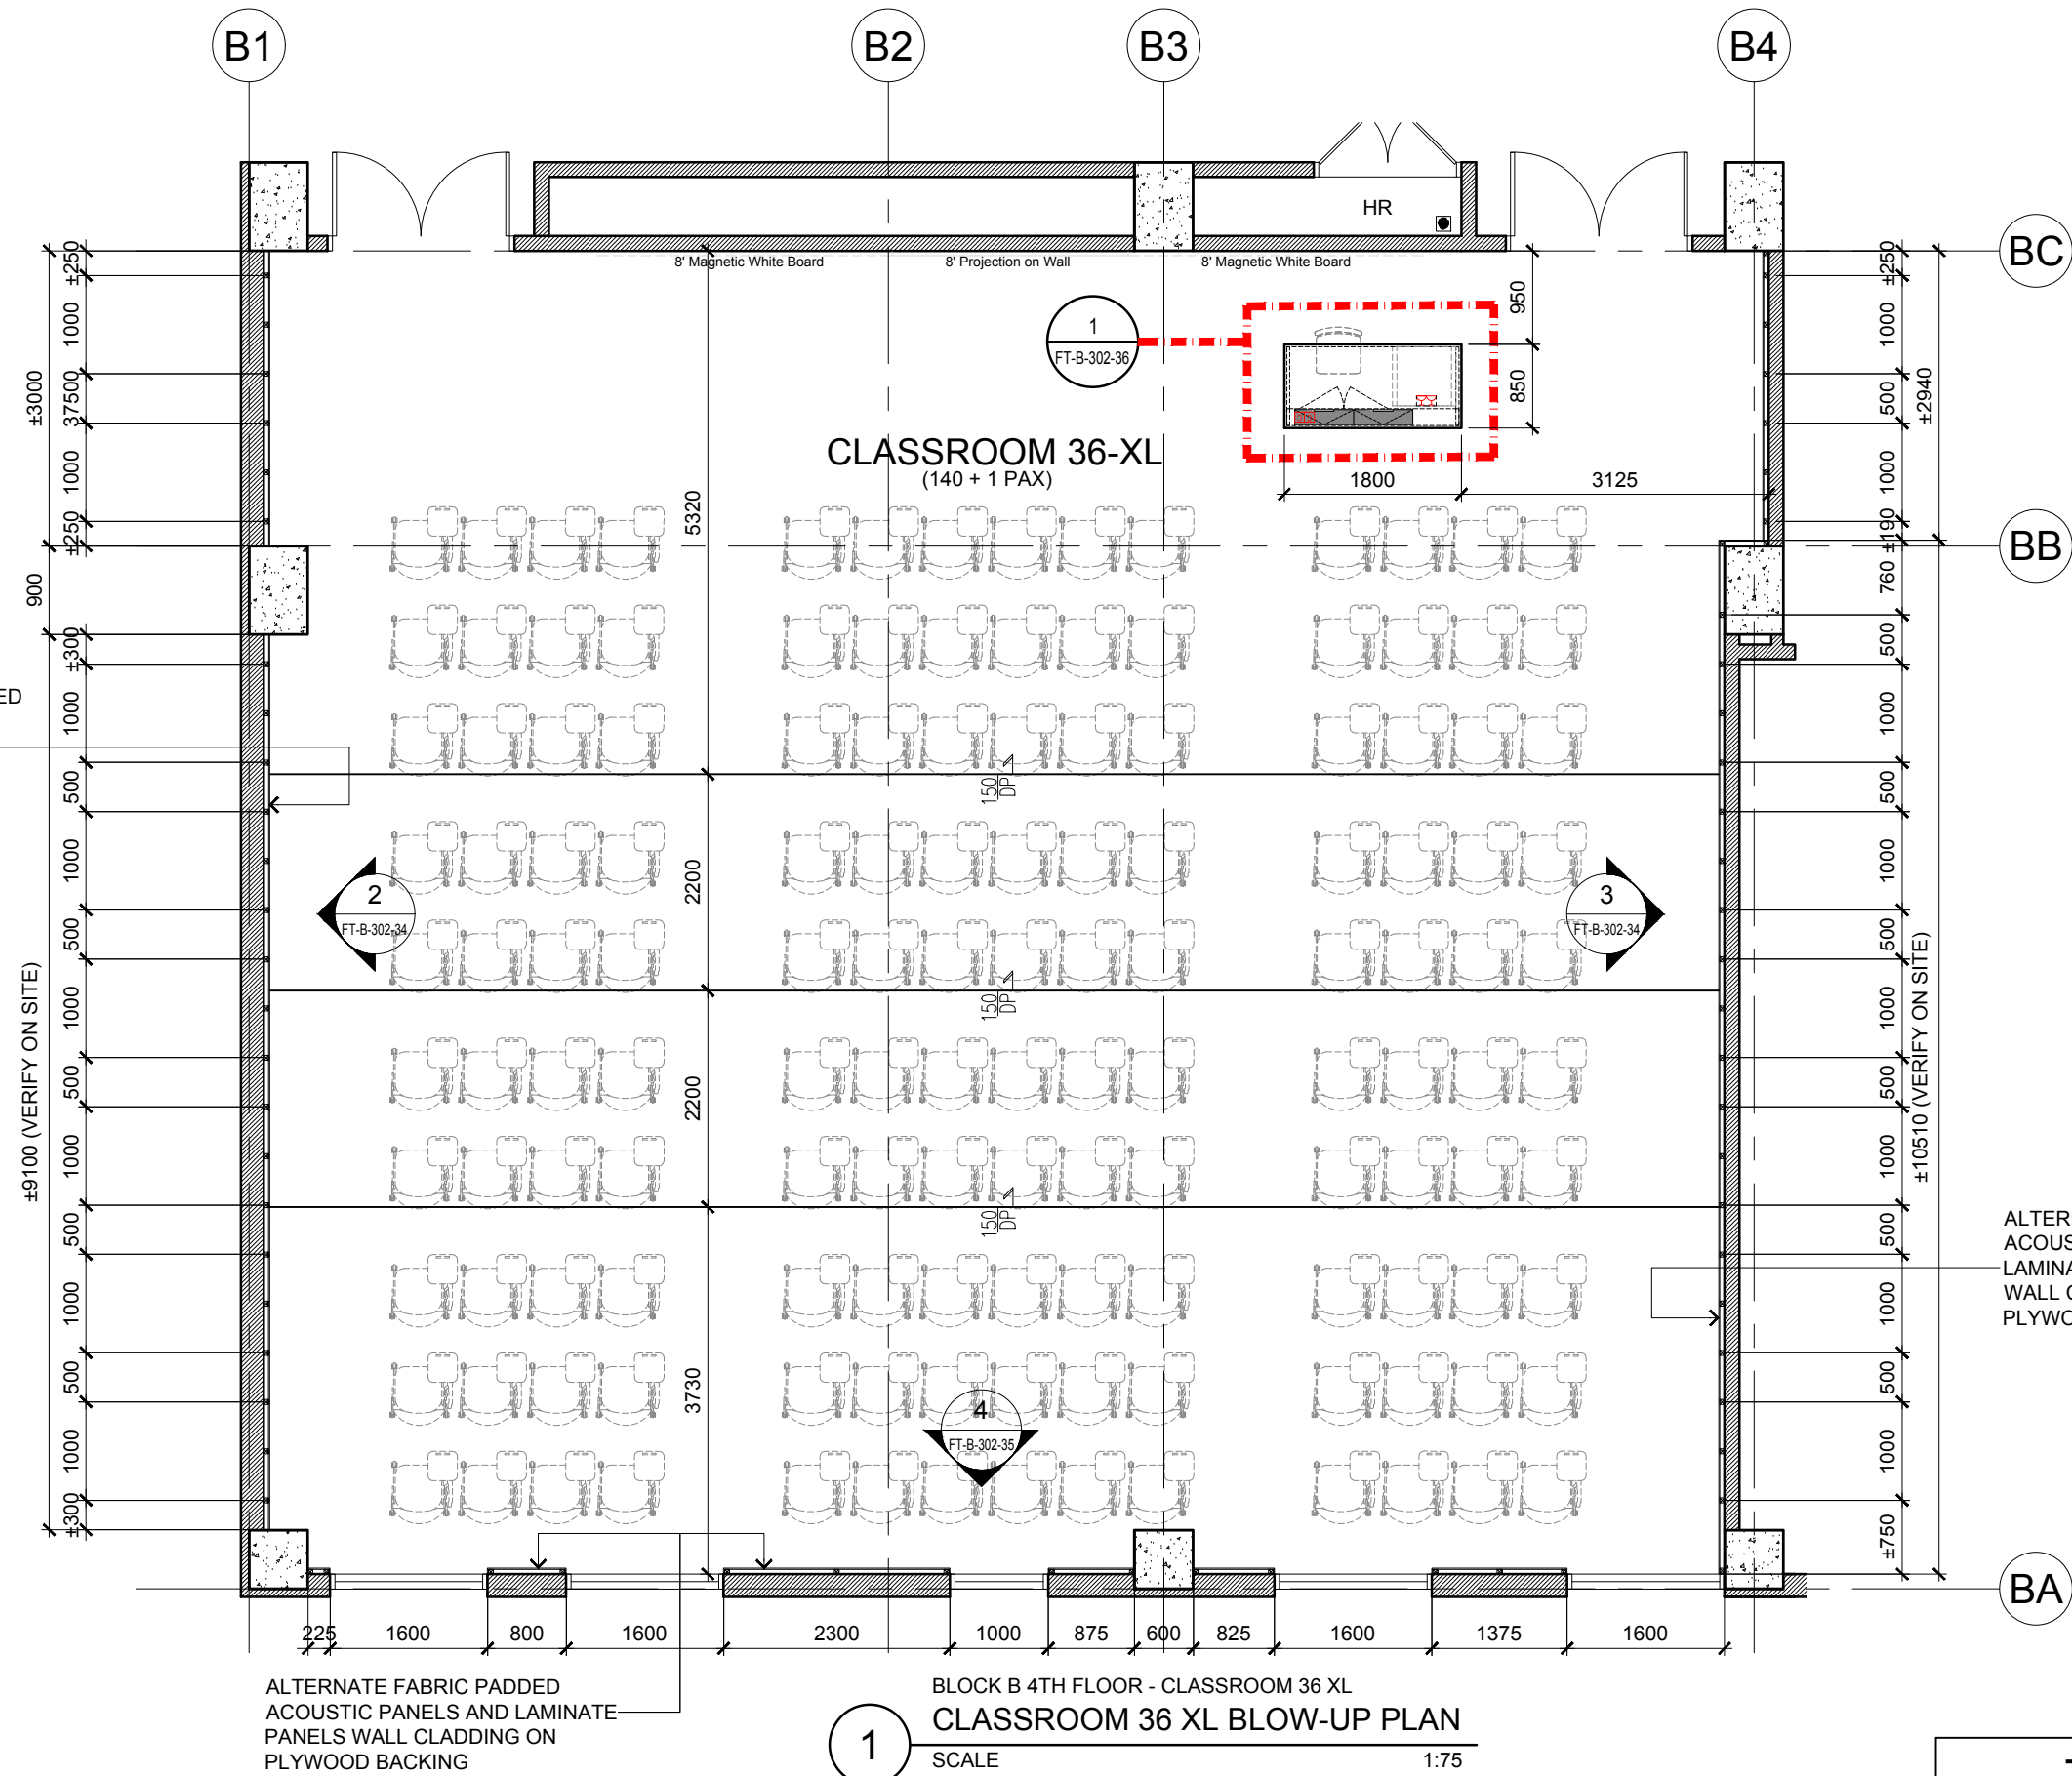 B1
B2
B3
B4
HR
8' Magnetic White Board
8' Projection on Wall
8' Magnetic White Board
BC
BB
BA
1
FT-B-302-36
950
850
1800
3125
CLASSROOM 36-XL
(140 + 1 PAX)
±250
1000
37500
1000
±250
±3000
900
±300
1000
500
1000
500
1000
500
1000
500
1000
500
1000
±300
±9100 (VERIFY ON SITE)
ED
5320
2200
2200
3730
150
DP
150
DP
150
DP
2
FT-B-302-34
3
FT-B-302-34
4
FT-B-302-35
±250
1000
500
1000
±190
±2940
760
500
1000
500
1000
500
1000
500
1000
500
1000
500
1000
±750
±10510 (VERIFY ON SITE)
ALTER
ACOUS
LAMINA
WALL C
PLYWO
225
1600
800
1600
2300
1000
875
600
825
1600
1375
1600
ALTERNATE FABRIC PADDED
ACOUSTIC PANELS AND LAMINATE
PANELS WALL CLADDING ON
PLYWOOD BACKING
1
BLOCK B 4TH FLOOR - CLASSROOM 36 XL
CLASSROOM 36 XL BLOW-UP PLAN
SCALE 1:75